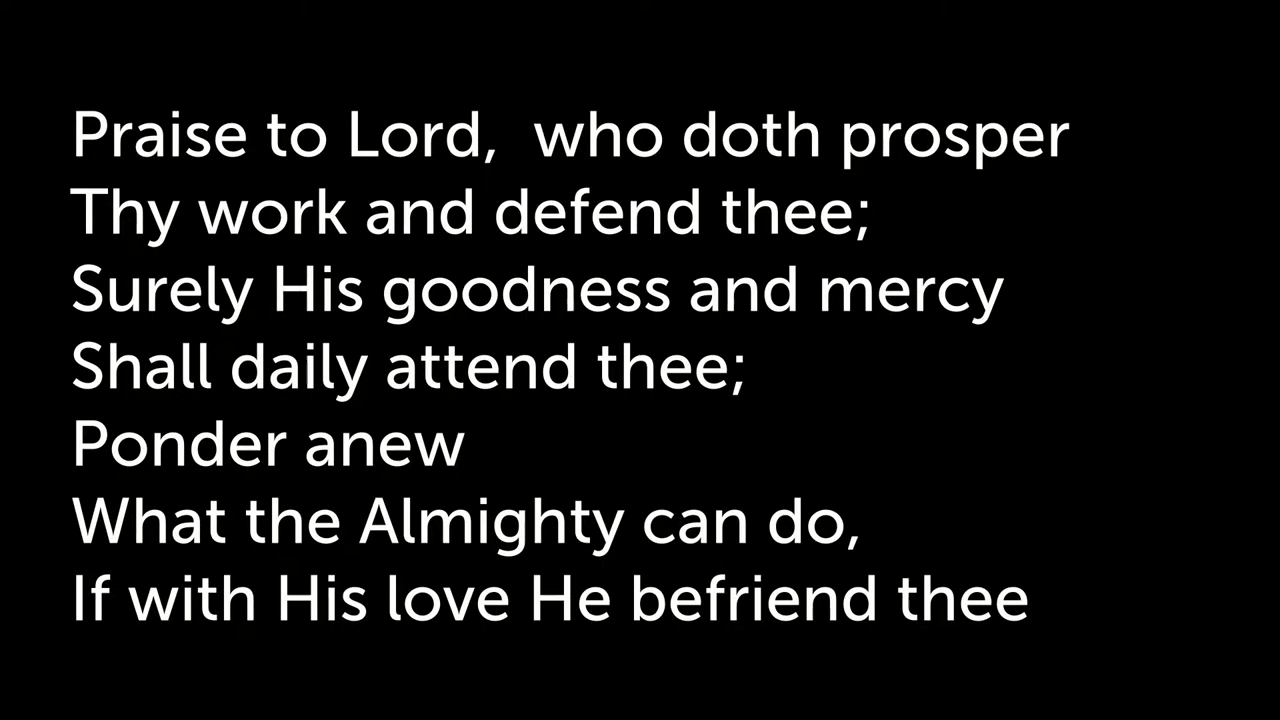 Praise to Lord,  who doth prosper
Thy work and defend thee;
Surely His goodness and mercy
Shall daily attend thee;
Ponder anew
What the Almighty can do,
If with His love He befriend thee